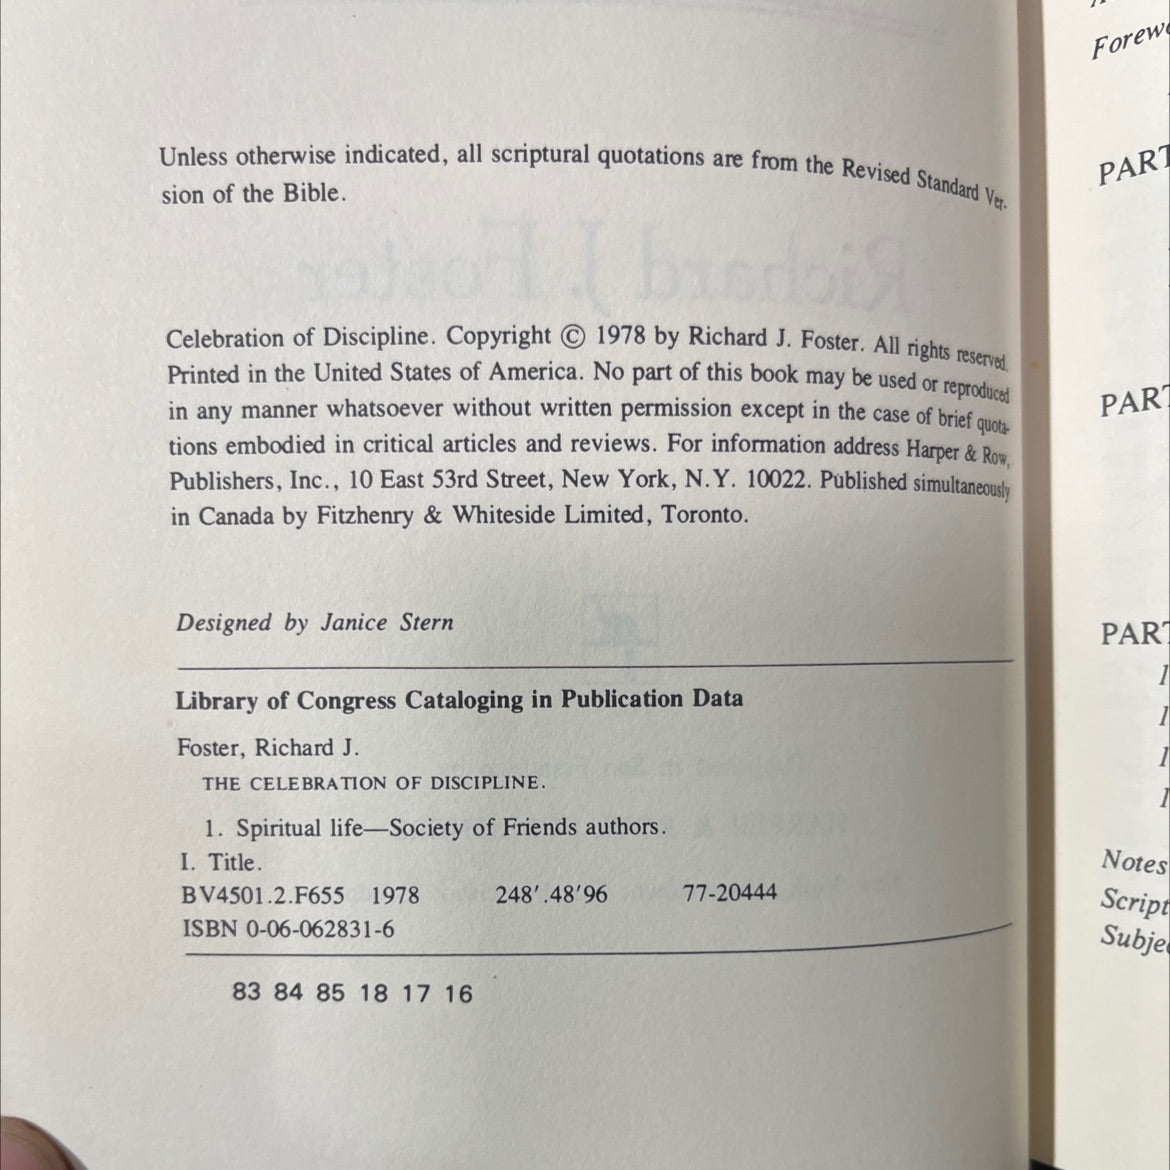 Unless otherwise indicated, all scriptural quotations are from the Revised Standard Ver-
sion of the Bible.
Richard J. Foster
Celebration of Discipline. Copyright © 1978 by Richard J. Foster. All rights reserved.
Printed in the United States of America. No part of this book may be used or reproduced
in any manner whatsoever without written permission except in the case of brief quota-
tions embodied in critical articles and reviews. For information address Harper & Row,
Publishers, Inc., 10 East 53rd Street, New York, N.Y. 10022. Published simultaneously
in Canada by Fitzhenry & Whiteside Limited, Toronto.
Designed by Janice Stern
Library of Congress Cataloging in Publication Data
Foster, Richard J.
THE CELEBRATION OF DISCIPLINE.
1. Spiritual life—Society of Friends authors.
I. Title.
BV4501.2.F655 1978 248'.48'96 77-20444
ISBN 0-06-062831-6
83 84 85 18 17 16
Forew
PART
PART
PART
Notes
Script
Subje